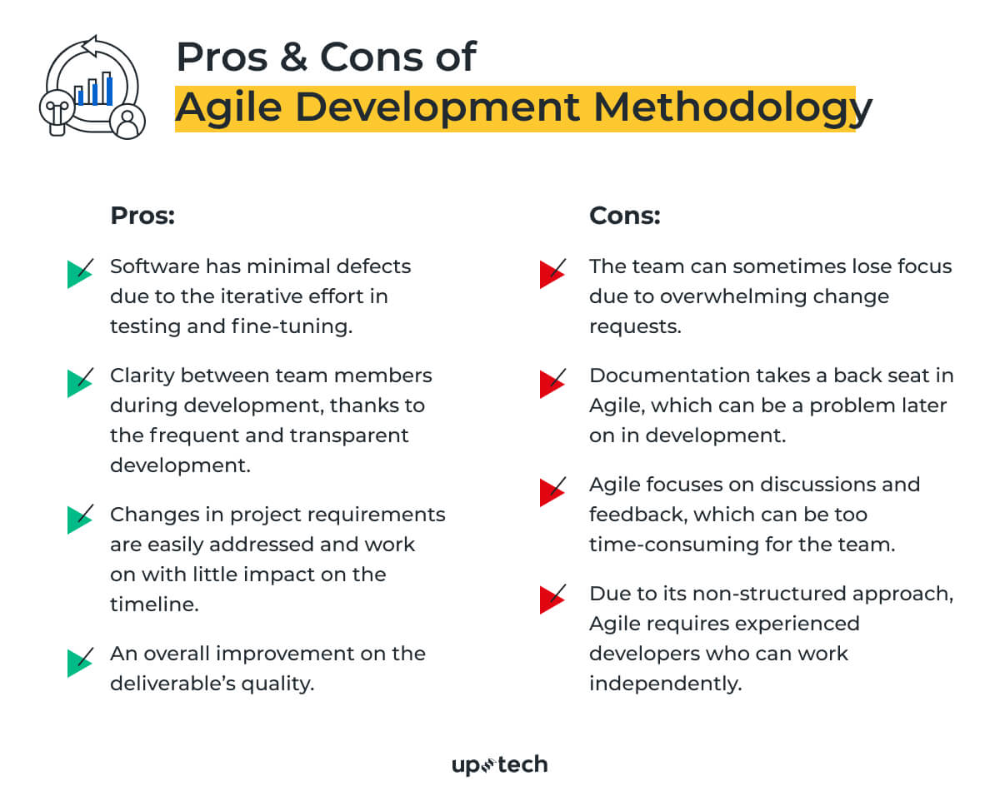 Pros & Cons of
Agile Development Methodology
Pros:
Software has minimal defects
due to the iterative effort in
testing and fine-tuning.
Clarity between team members
during development, thanks to
the frequent and transparent
development.
Changes in project requirements
are easily addressed and work
on with little impact on the
timeline.
An overall improvement on the
deliverable’s quality.
Cons:
The team can sometimes lose focus
due to overwhelming change
requests.
Documentation takes a back seat in
Agile, which can be a problem later
on in development.
Agile focuses on discussions and
feedback, which can be too
time-consuming for the team.
Due to its non-structured approach,
Agile requires experienced
developers who can work
independently.
up tech